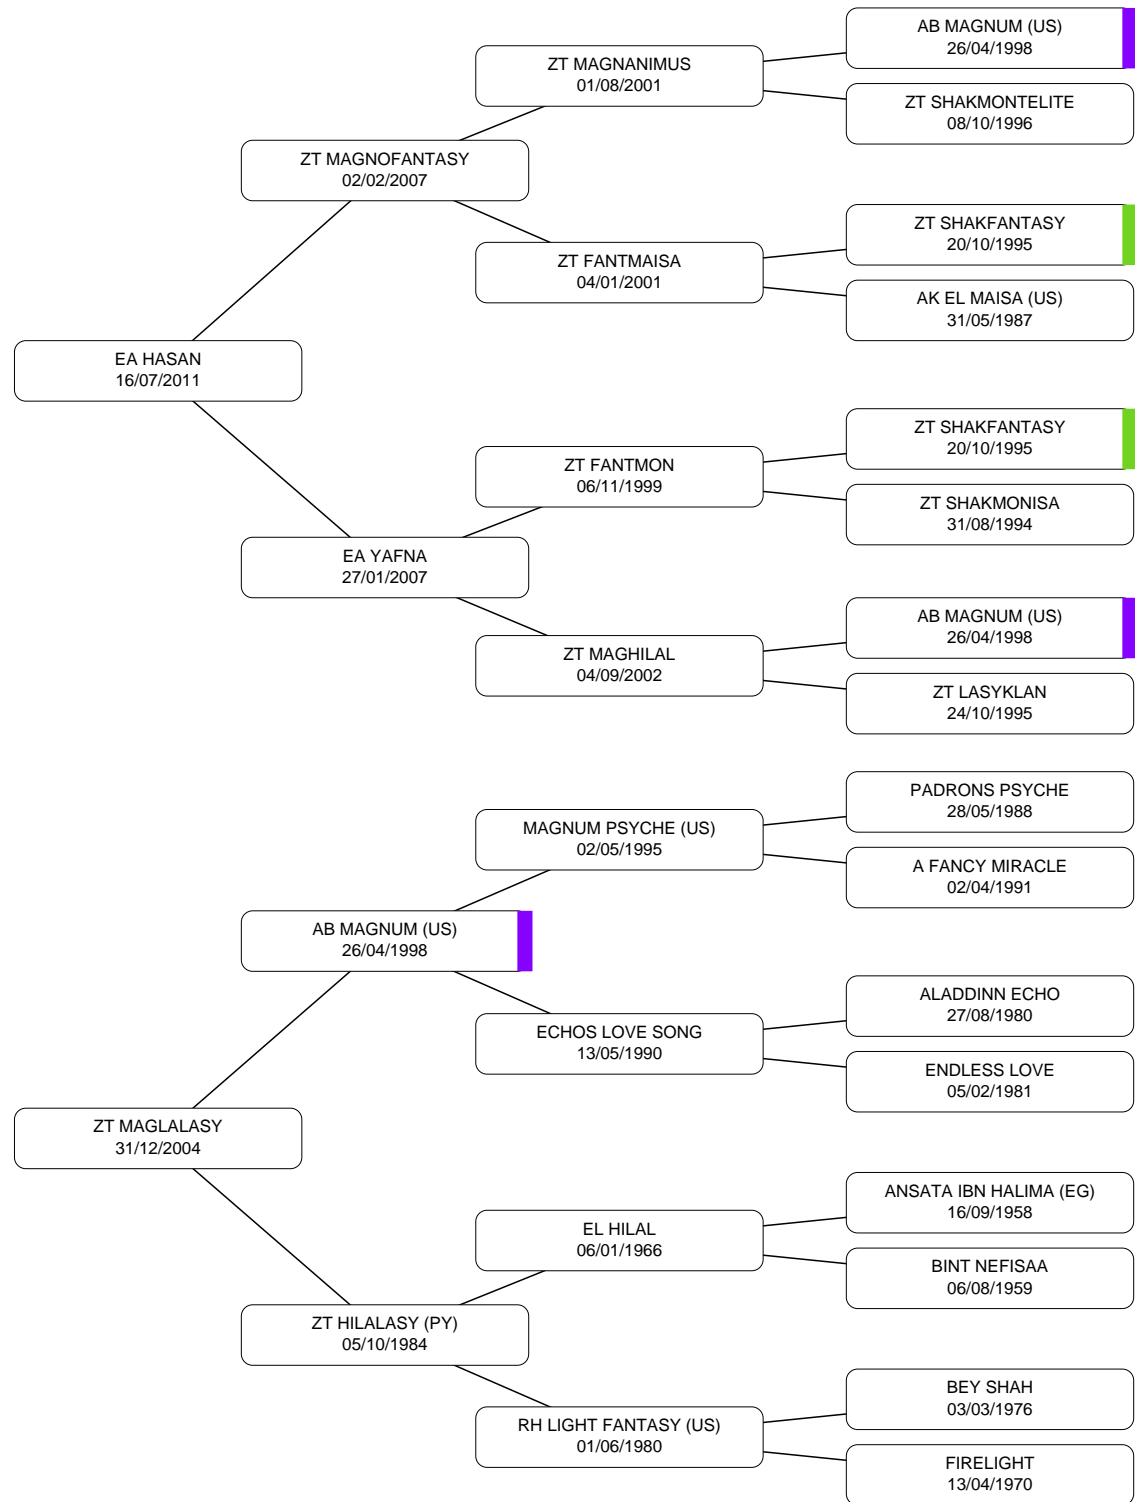 AB MAGNUM (US)
26/04/1998
ZT MAGNANIMUS
01/08/2001
ZT SHAKMONTELITE
08/10/1996
ZT MAGNOFANTASY
02/02/2007
ZT SHAKFANTASY
20/10/1995
ZT FANTMAISA
04/01/2001
AK EL MAISA (US)
31/05/1987
EA HASAN
16/07/2011
ZT SHAKFANTASY
20/10/1995
ZT FANTMON
06/11/1999
ZT SHAKMONISA
31/08/1994
EA YAFNA
27/01/2007
AB MAGNUM (US)
26/04/1998
ZT MAGHILAL
04/09/2002
ZT LASYKLAN
24/10/1995
PADRONS PSYCHE
28/05/1988
MAGNUM PSYCHE (US)
02/05/1995
A FANCY MIRACLE
02/04/1991
AB MAGNUM (US)
26/04/1998
ALADDINN ECHO
27/08/1980
ECHOS LOVE SONG
13/05/1990
ENDLESS LOVE
05/02/1981
ZT MAGLALASY
31/12/2004
ANSATA IBN HALIMA (EG)
16/09/1958
EL HILAL
06/01/1966
BINT NEFISAA
06/08/1959
ZT HILALASY (PY)
05/10/1984
BEY SHAH
03/03/1976
RH LIGHT FANTASY (US)
01/06/1980
FIRELIGHT
13/04/1970